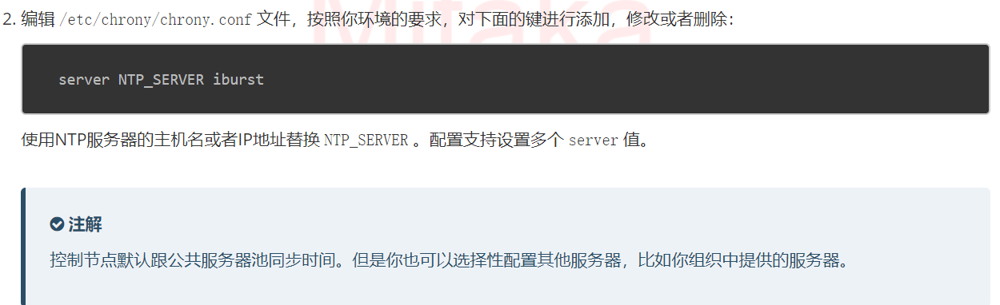 Mitaka
2. 编辑 /etc/chrony/chrony.conf 文件，按照你环境的要求，对下面的键进行添加，修改或者删除：
server NTP_SERVER iburst
使用NTP服务器的主机名或者IP地址替换 NTP_SERVER 。配置支持设置多个 server 值。
注解
控制节点默认跟公共服务器池同步时间。但是你也可以选择性配置其他服务器，比如你组织中提供的服务器。